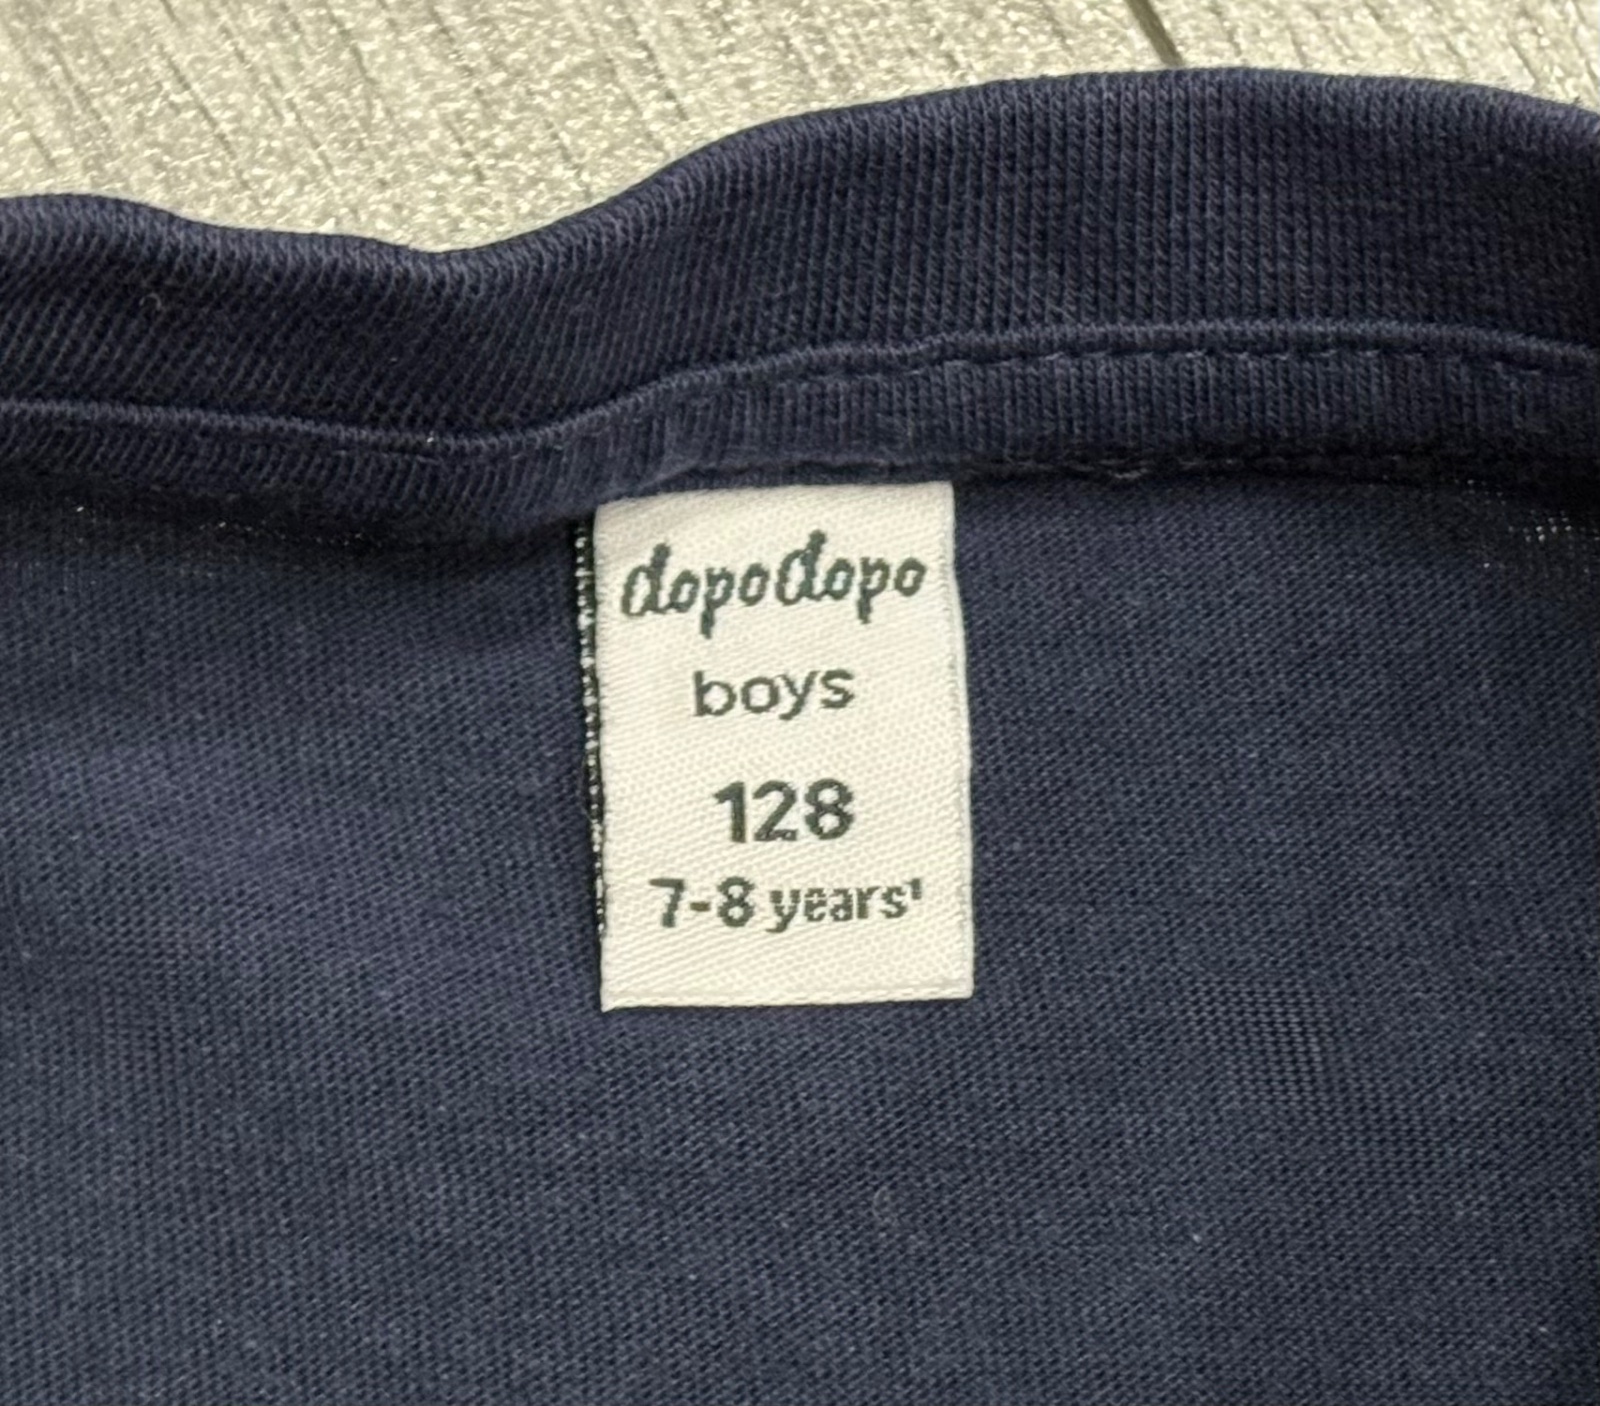 dopodopo
boys
128
7-8 years'